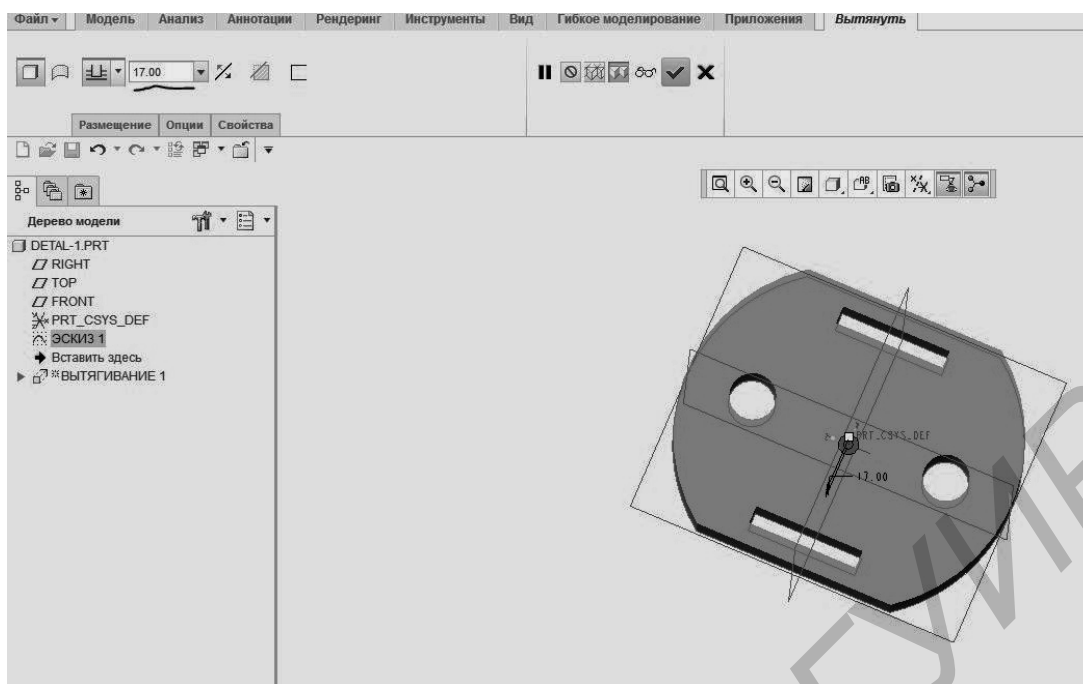 Файл Модель Анализ Аннотации Рендеринг Инструменты Вид Гибкое моделирование Приложения Вытянуть
17.00
Размещение Опции Свойства
Дерево модели
DETAL-1.PRT
RIGHT
TOP
FRONT
PRT_CSYS_DEF
ЭСКИЗ 1
Вставить здесь
ВЫТЯГИВАНИЕ 1
PRT_CSYS_DEF
17.00
ГУИР